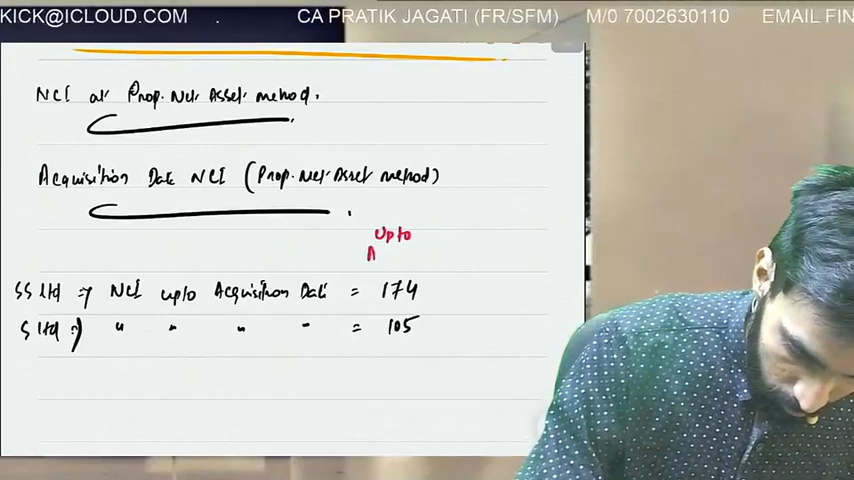 KICK@ICLOUD.COM . CA PRATIK JAGATI (FR/SFM) M/0 7002630110 EMAIL FIN
NCI at Prop. Net Asset method.
Acquisition Date NCI (Prop. Net Asset method)
Upto
A
SS ltd => NCI upto Acquisition Date = 174
S ltd => " " " " = 105